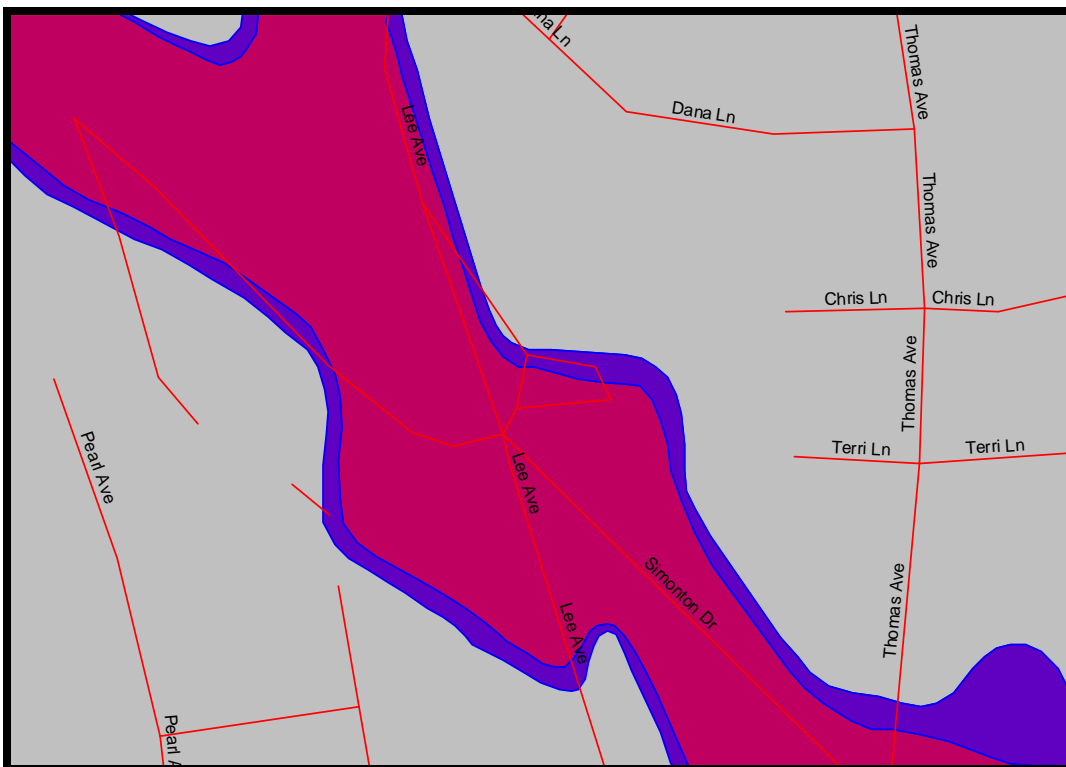 Dana Ln
Thomas Ave
Lee Ave
Thomas Ave
Chris Ln
Chris Ln
Thomas Ave
Pearl Ave
Terri Ln
Terri Ln
Lee Ave
Simonton Dr
Thomas Ave
Lee Ave
Pearl A